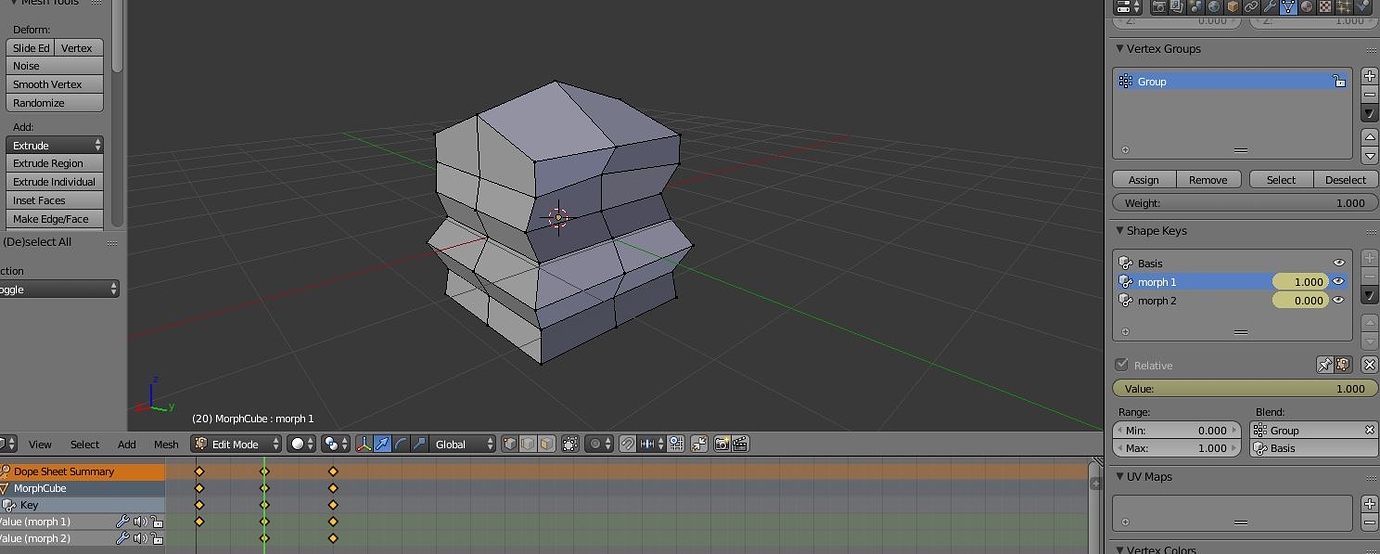 Mesh Tools
Deform:
Slide Ed Vertex
Noise
Smooth Vertex
Randomize
Add:
Extrude
Extrude Region
Extrude Individual
Inset Faces
Make Edge/Face
(De)select All
ction
oggle
z
y
(20) MorphCube : morph 1
View Select Add Mesh Edit Mode Global
Dope Sheet Summary
MorphCube
Key
Value (morph 1)
Value (morph 2)
Z: 0.000 Z: 1.000
Vertex Groups
Group
Assign Remove Select Deselect
Weight: 1.000
Shape Keys
Basis
morph 1 1.000
morph 2 0.000
Relative
Value: 1.000
Range: Blend:
Min: 0.000 Group
Max: 1.000 Basis
UV Maps
Vertex Colors